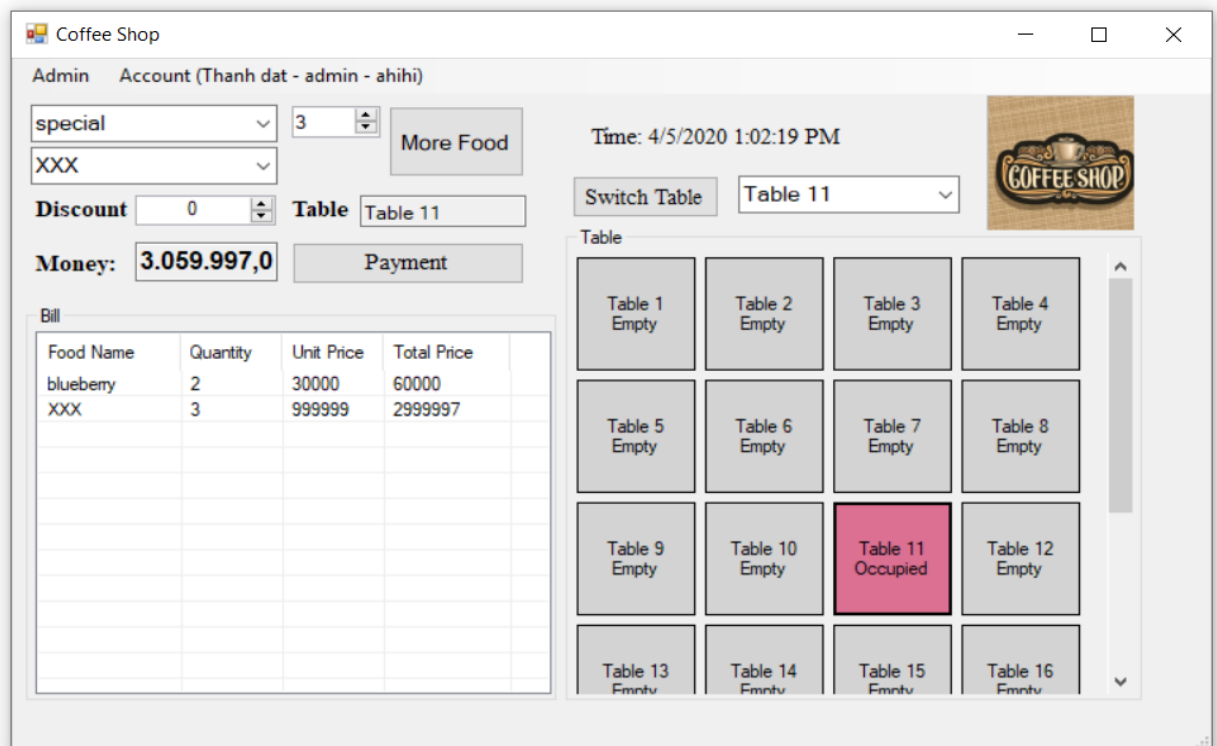 Coffee Shop
Admin Account (Thanh dat - admin - ahihi)
special
3
More Food
XXX
Discount 0
Table Table 11
Money: 3.059.997,0
Payment
Time: 4/5/2020 1:02:19 PM
Switch Table
Table 11
COFFEE SHOP
Bill
Food Name Quantity Unit Price Total Price
blueberry 2 30000 60000
XXX 3 999999 2999997
Table
Table 1
Empty
Table 2
Empty
Table 3
Empty
Table 4
Empty
Table 5
Empty
Table 6
Empty
Table 7
Empty
Table 8
Empty
Table 9
Empty
Table 10
Empty
Table 11
Occupied
Table 12
Empty
Table 13
Empty
Table 14
Empty
Table 15
Empty
Table 16
Empty